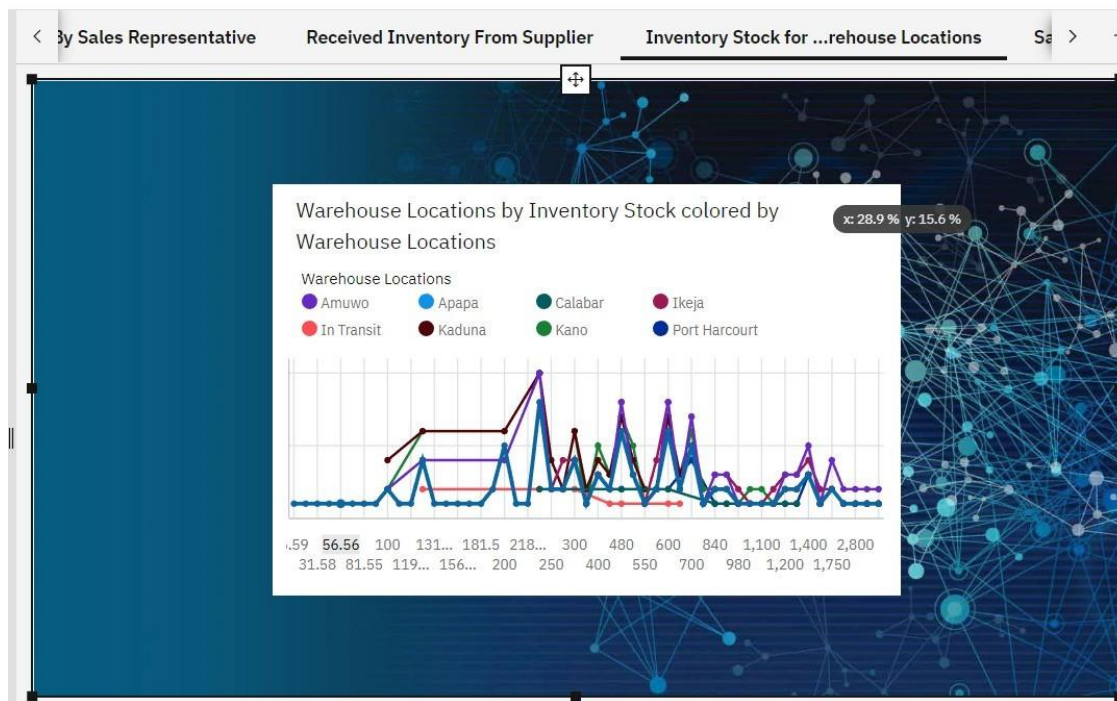 By Sales Representative Received Inventory From Supplier Inventory Stock for ...rehouse Locations Sa
x: 28.9 % y: 15.6 %
Warehouse Locations by Inventory Stock colored by
Warehouse Locations
Warehouse Locations
Amuwo Apapa Calabar Ikeja
In Transit Kaduna Kano Port Harcourt
.59 56.56 100 131... 181.5 218... 300 480 600 840 1,100 1,400 2,800
31.58 81.55 119... 156... 200 250 400 550 700 980 1,200 1,750